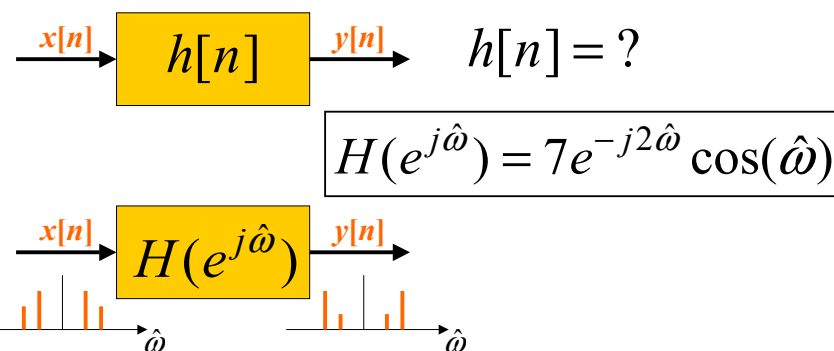 x[n] h[n] y[n] h[n] = ?
H(e^{jω̂}) = 7e^{-j2ω̂} cos(ω̂)
x[n] H(e^{jω̂}) y[n]
ω̂ ω̂